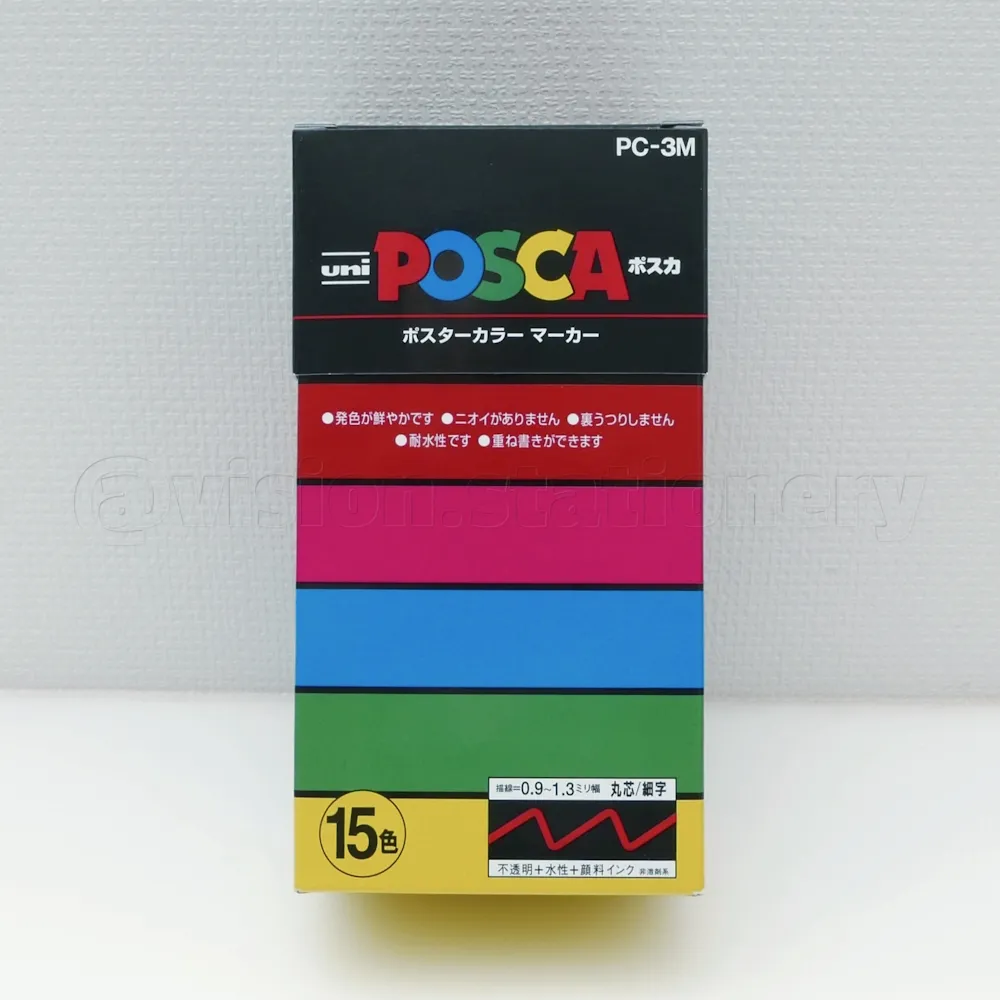 PC-3M
uni POSCA ポスカ
ポスターカラー マーカー
●発色が鮮やかです ●ニオイがありません ●裏うつりしません
●耐水性です ●重ね書きができます
@vision.stationery
描線=0.9~1.3ミリ幅 丸芯/細字
15色
不透明+水性+顔料インク 非溶剤系